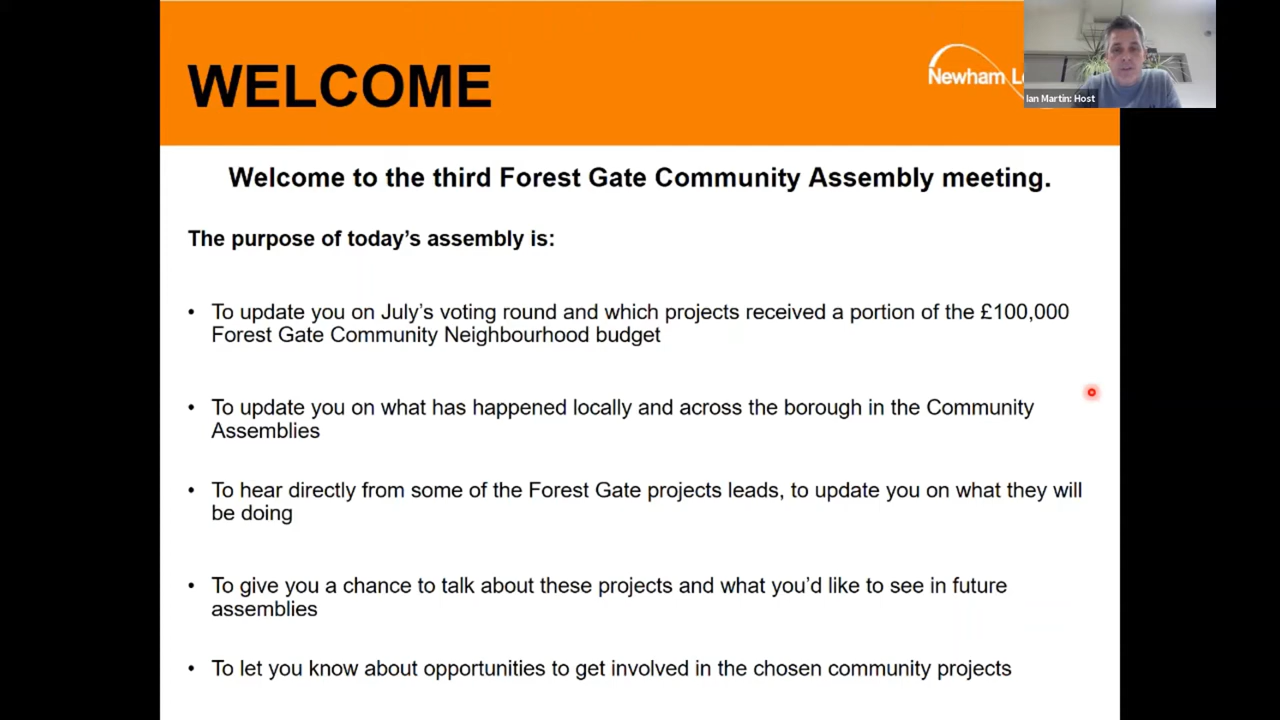 WELCOME
Newham L
Ian Martin: Host
Welcome to the third Forest Gate Community Assembly meeting.
The purpose of today's assembly is:
• To update you on July's voting round and which projects received a portion of the £100,000
Forest Gate Community Neighbourhood budget
• To update you on what has happened locally and across the borough in the Community
Assemblies
• To hear directly from some of the Forest Gate projects leads, to update you on what they will
be doing
• To give you a chance to talk about these projects and what you'd like to see in future
assemblies
• To let you know about opportunities to get involved in the chosen community projects